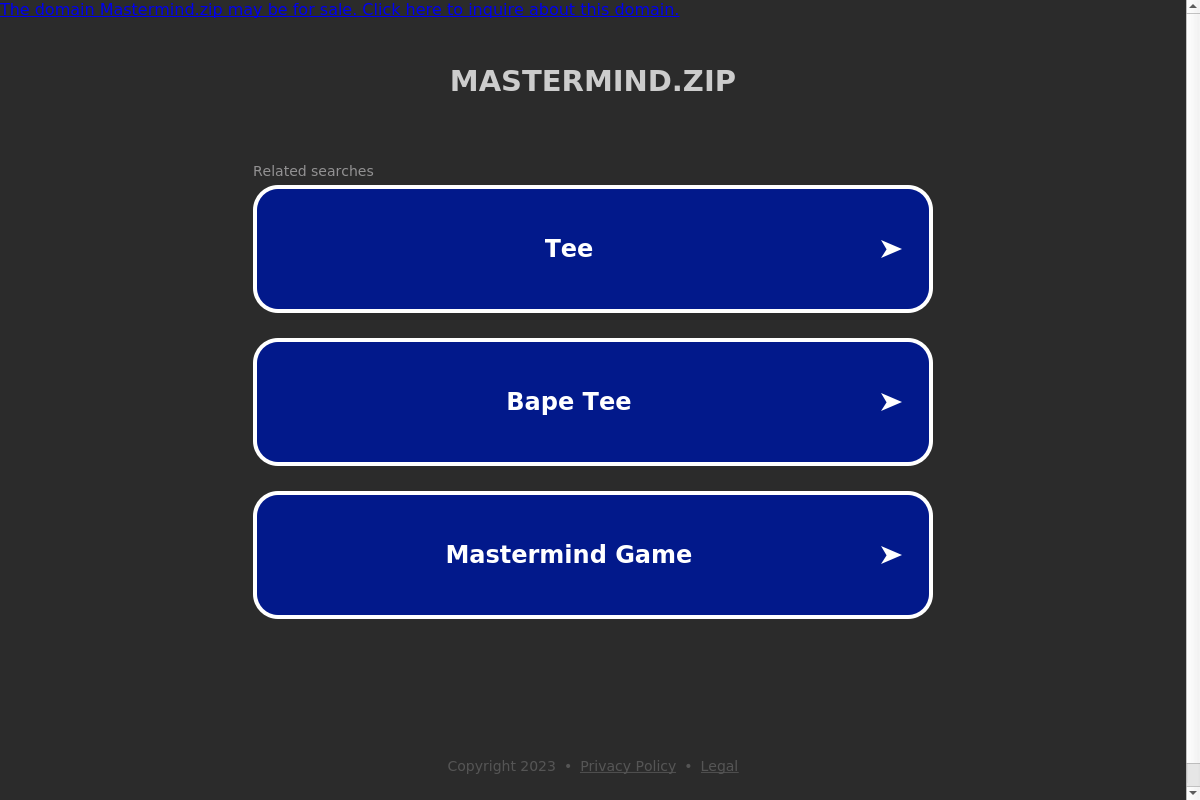 The domain Mastermind.zip may be for sale. Click here to inquire about this domain.
MASTERMIND.ZIP
Related searches
Tee
Bape Tee
Mastermind Game
Copyright 2023 • Privacy Policy • Legal